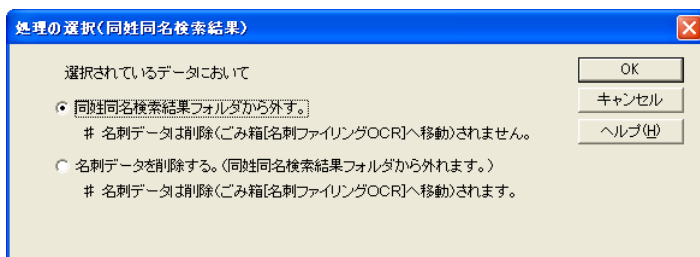 処理の選択(同姓同名検索結果)
選択されているデータにおいて
OK
同姓同名検索結果フォルダから外す。
キャンセル
# 名刺データは削除(ごみ箱[名刺ファイリングOCR]へ移動)されません。
ヘルプ(H)
名刺データを削除する。(同姓同名検索結果フォルダから外れます。)
# 名刺データは削除(ごみ箱[名刺ファイリングOCR]へ移動)されます。